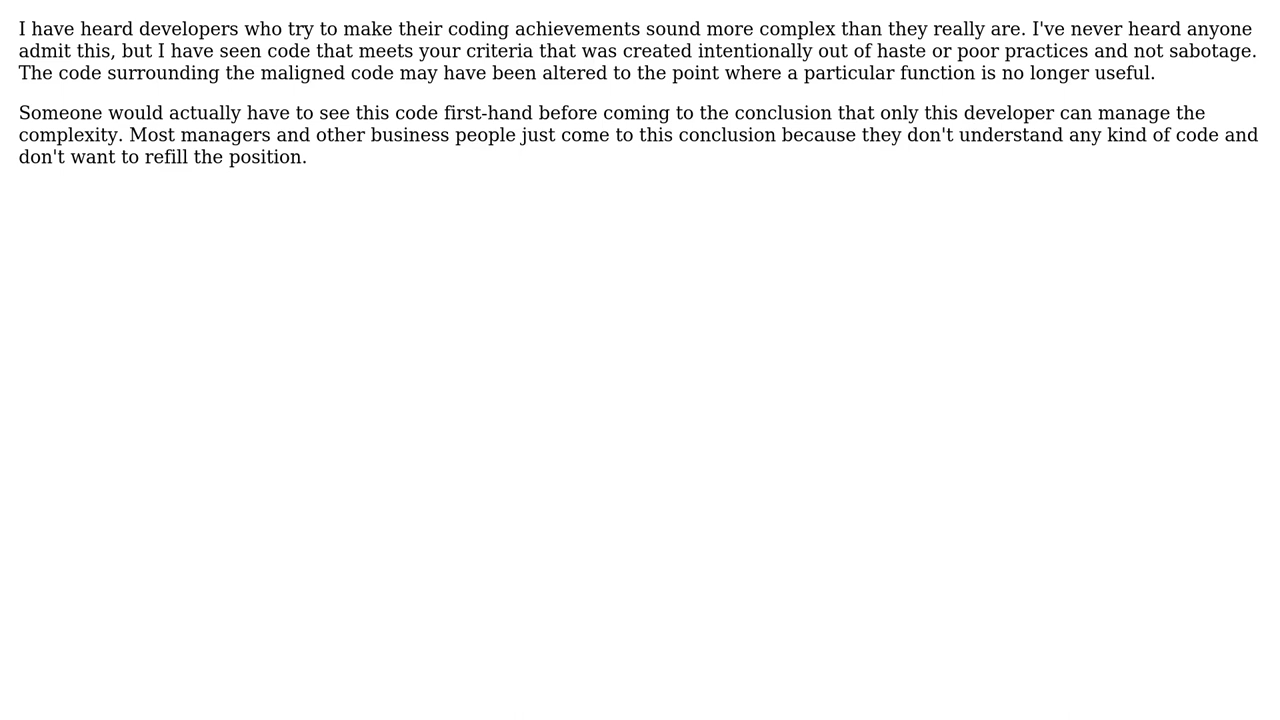 I have heard developers who try to make their coding achievements sound more complex than they really are. I've never heard anyone
admit this, but I have seen code that meets your criteria that was created intentionally out of haste or poor practices and not sabotage.
The code surrounding the maligned code may have been altered to the point where a particular function is no longer useful.
Someone would actually have to see this code first-hand before coming to the conclusion that only this developer can manage the
complexity. Most managers and other business people just come to this conclusion because they don't understand any kind of code and
don't want to refill the position.